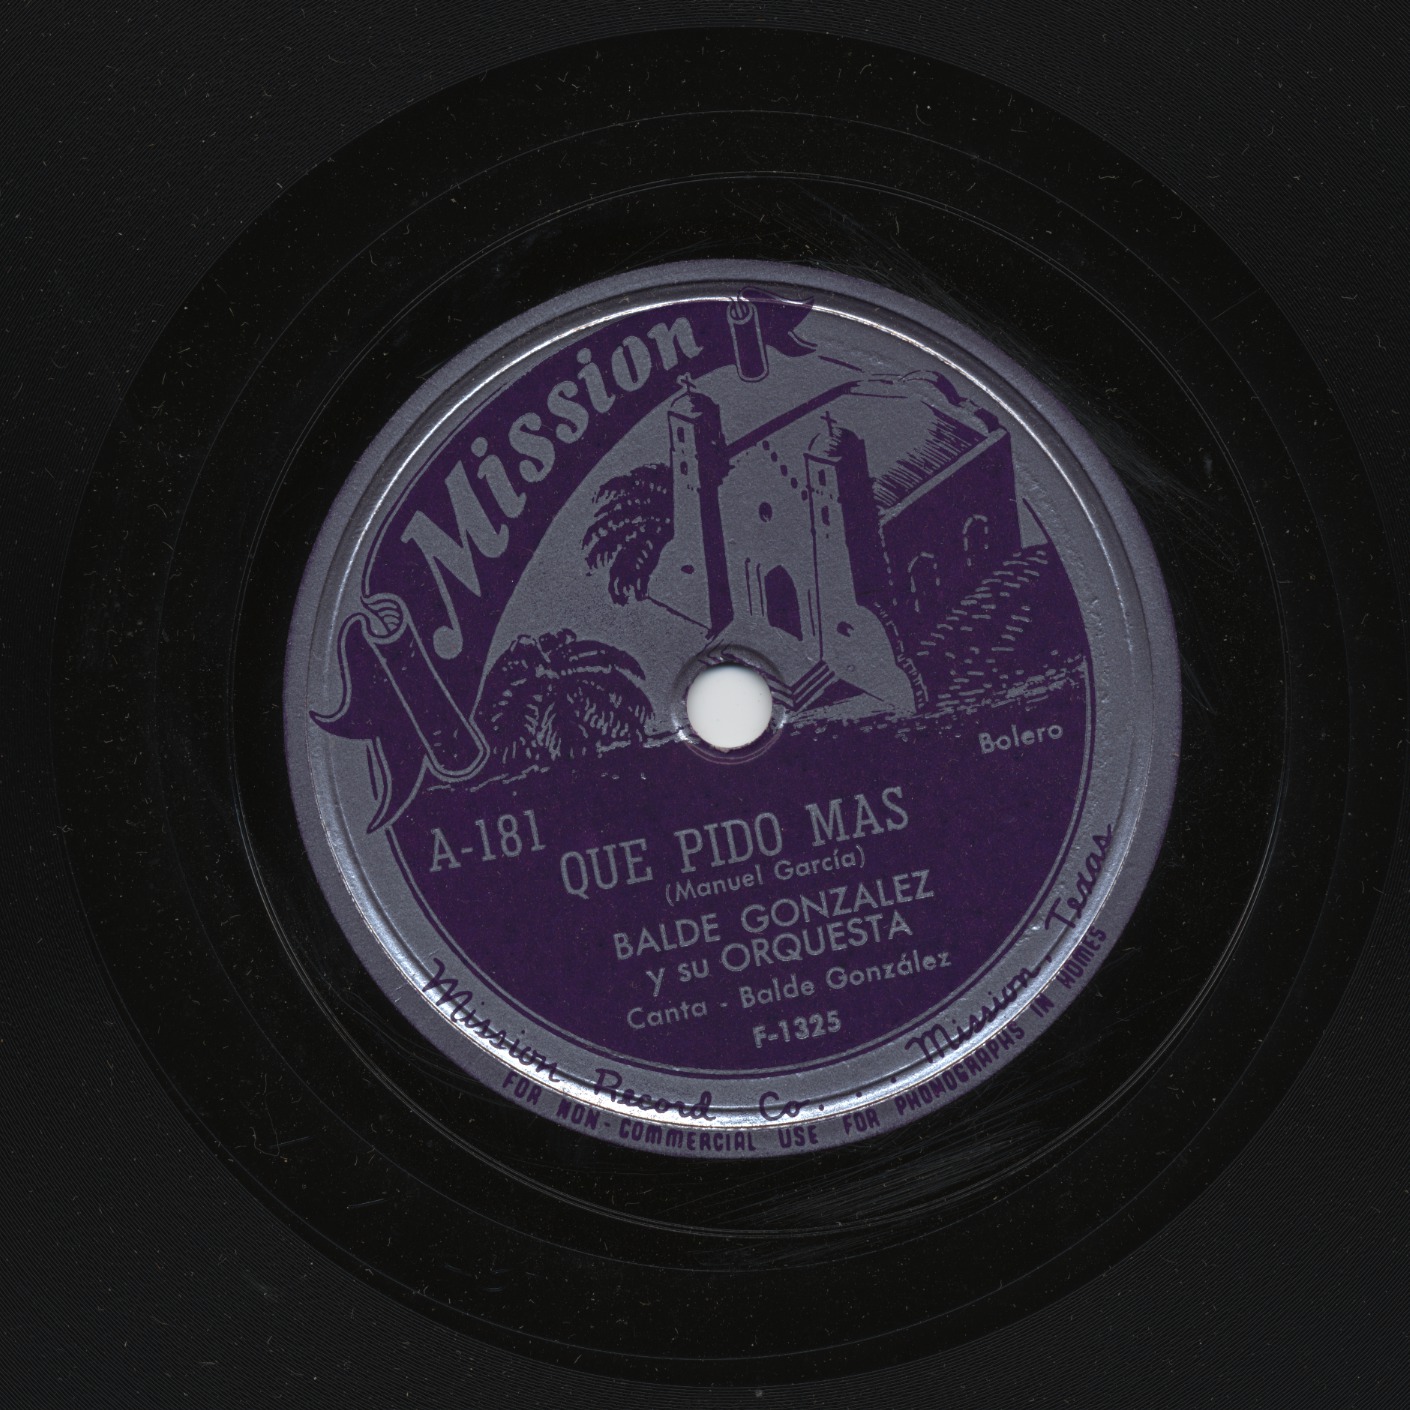 Mission
Bolero
A-181
QUE PIDO MAS
(Manuel García)
BALDE GONZALEZ
y su ORQUESTA
Canta - Balde González
F-1325
Mission Record Co. . . Mission, Texas
FOR NON-COMMERCIAL USE FOR PHONOGRAPHS IN HOMES